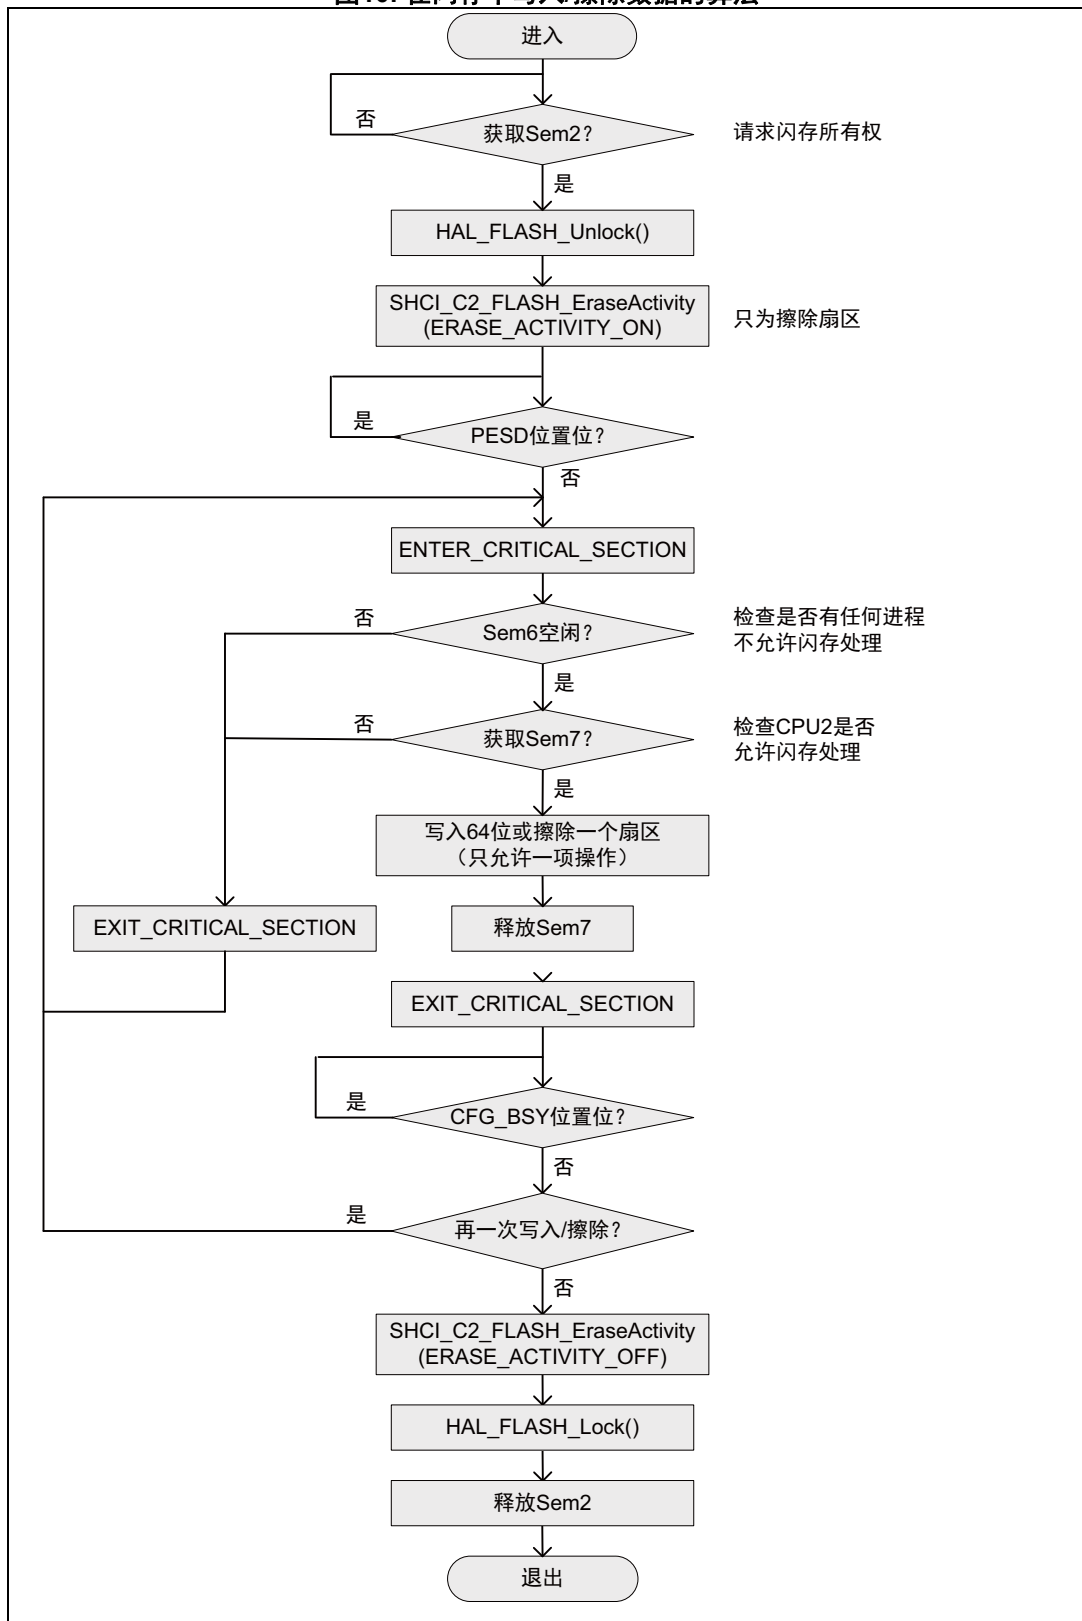 进入
否
获取Sem2？
请求闪存所有权
是
HAL_FLASH_Unlock()
SHCI_C2_FLASH_EraseActivity
(ERASE_ACTIVITY_ON)
只为擦除扇区
是
PESD位置位？
否
ENTER_CRITICAL_SECTION
否
Sem6空闲？
检查是否有任何进程
不允许闪存处理
是
否
获取Sem7？
检查CPU2是否
允许闪存处理
是
写入64位或擦除一个扇区
（只允许一项操作）
EXIT_CRITICAL_SECTION
释放Sem7
EXIT_CRITICAL_SECTION
是
CFG_BSY位置位？
否
是
再一次写入/擦除？
否
SHCI_C2_FLASH_EraseActivity
(ERASE_ACTIVITY_OFF)
HAL_FLASH_Lock()
释放Sem2
退出